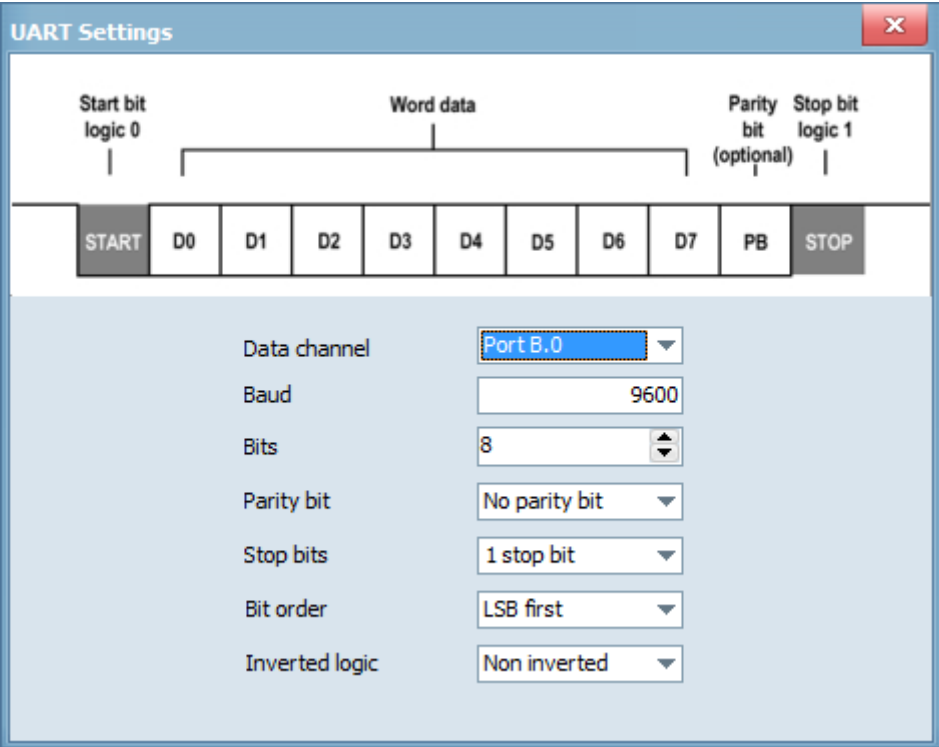 UART Settings
Start bit Word data Parity Stop bit
logic 0 bit logic 1
(optional)
START D0 D1 D2 D3 D4 D5 D6 D7 PB STOP
Data channel Port B.0
Baud 9600
Bits 8
Parity bit No parity bit
Stop bits 1 stop bit
Bit order LSB first
Inverted logic Non inverted